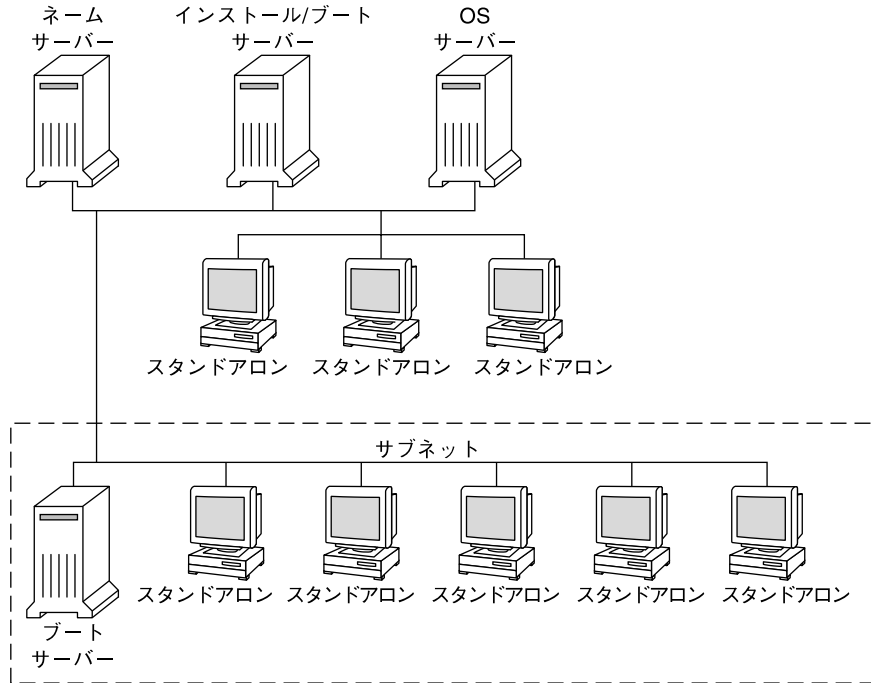 ネーム
サーバー
インストール/ブート
サーバー
OS
サーバー
スタンドアロン
スタンドアロン
スタンドアロン
サブネット
スタンドアロン
スタンドアロン
スタンドアロン
スタンドアロン
スタンドアロン
ブート
サーバー